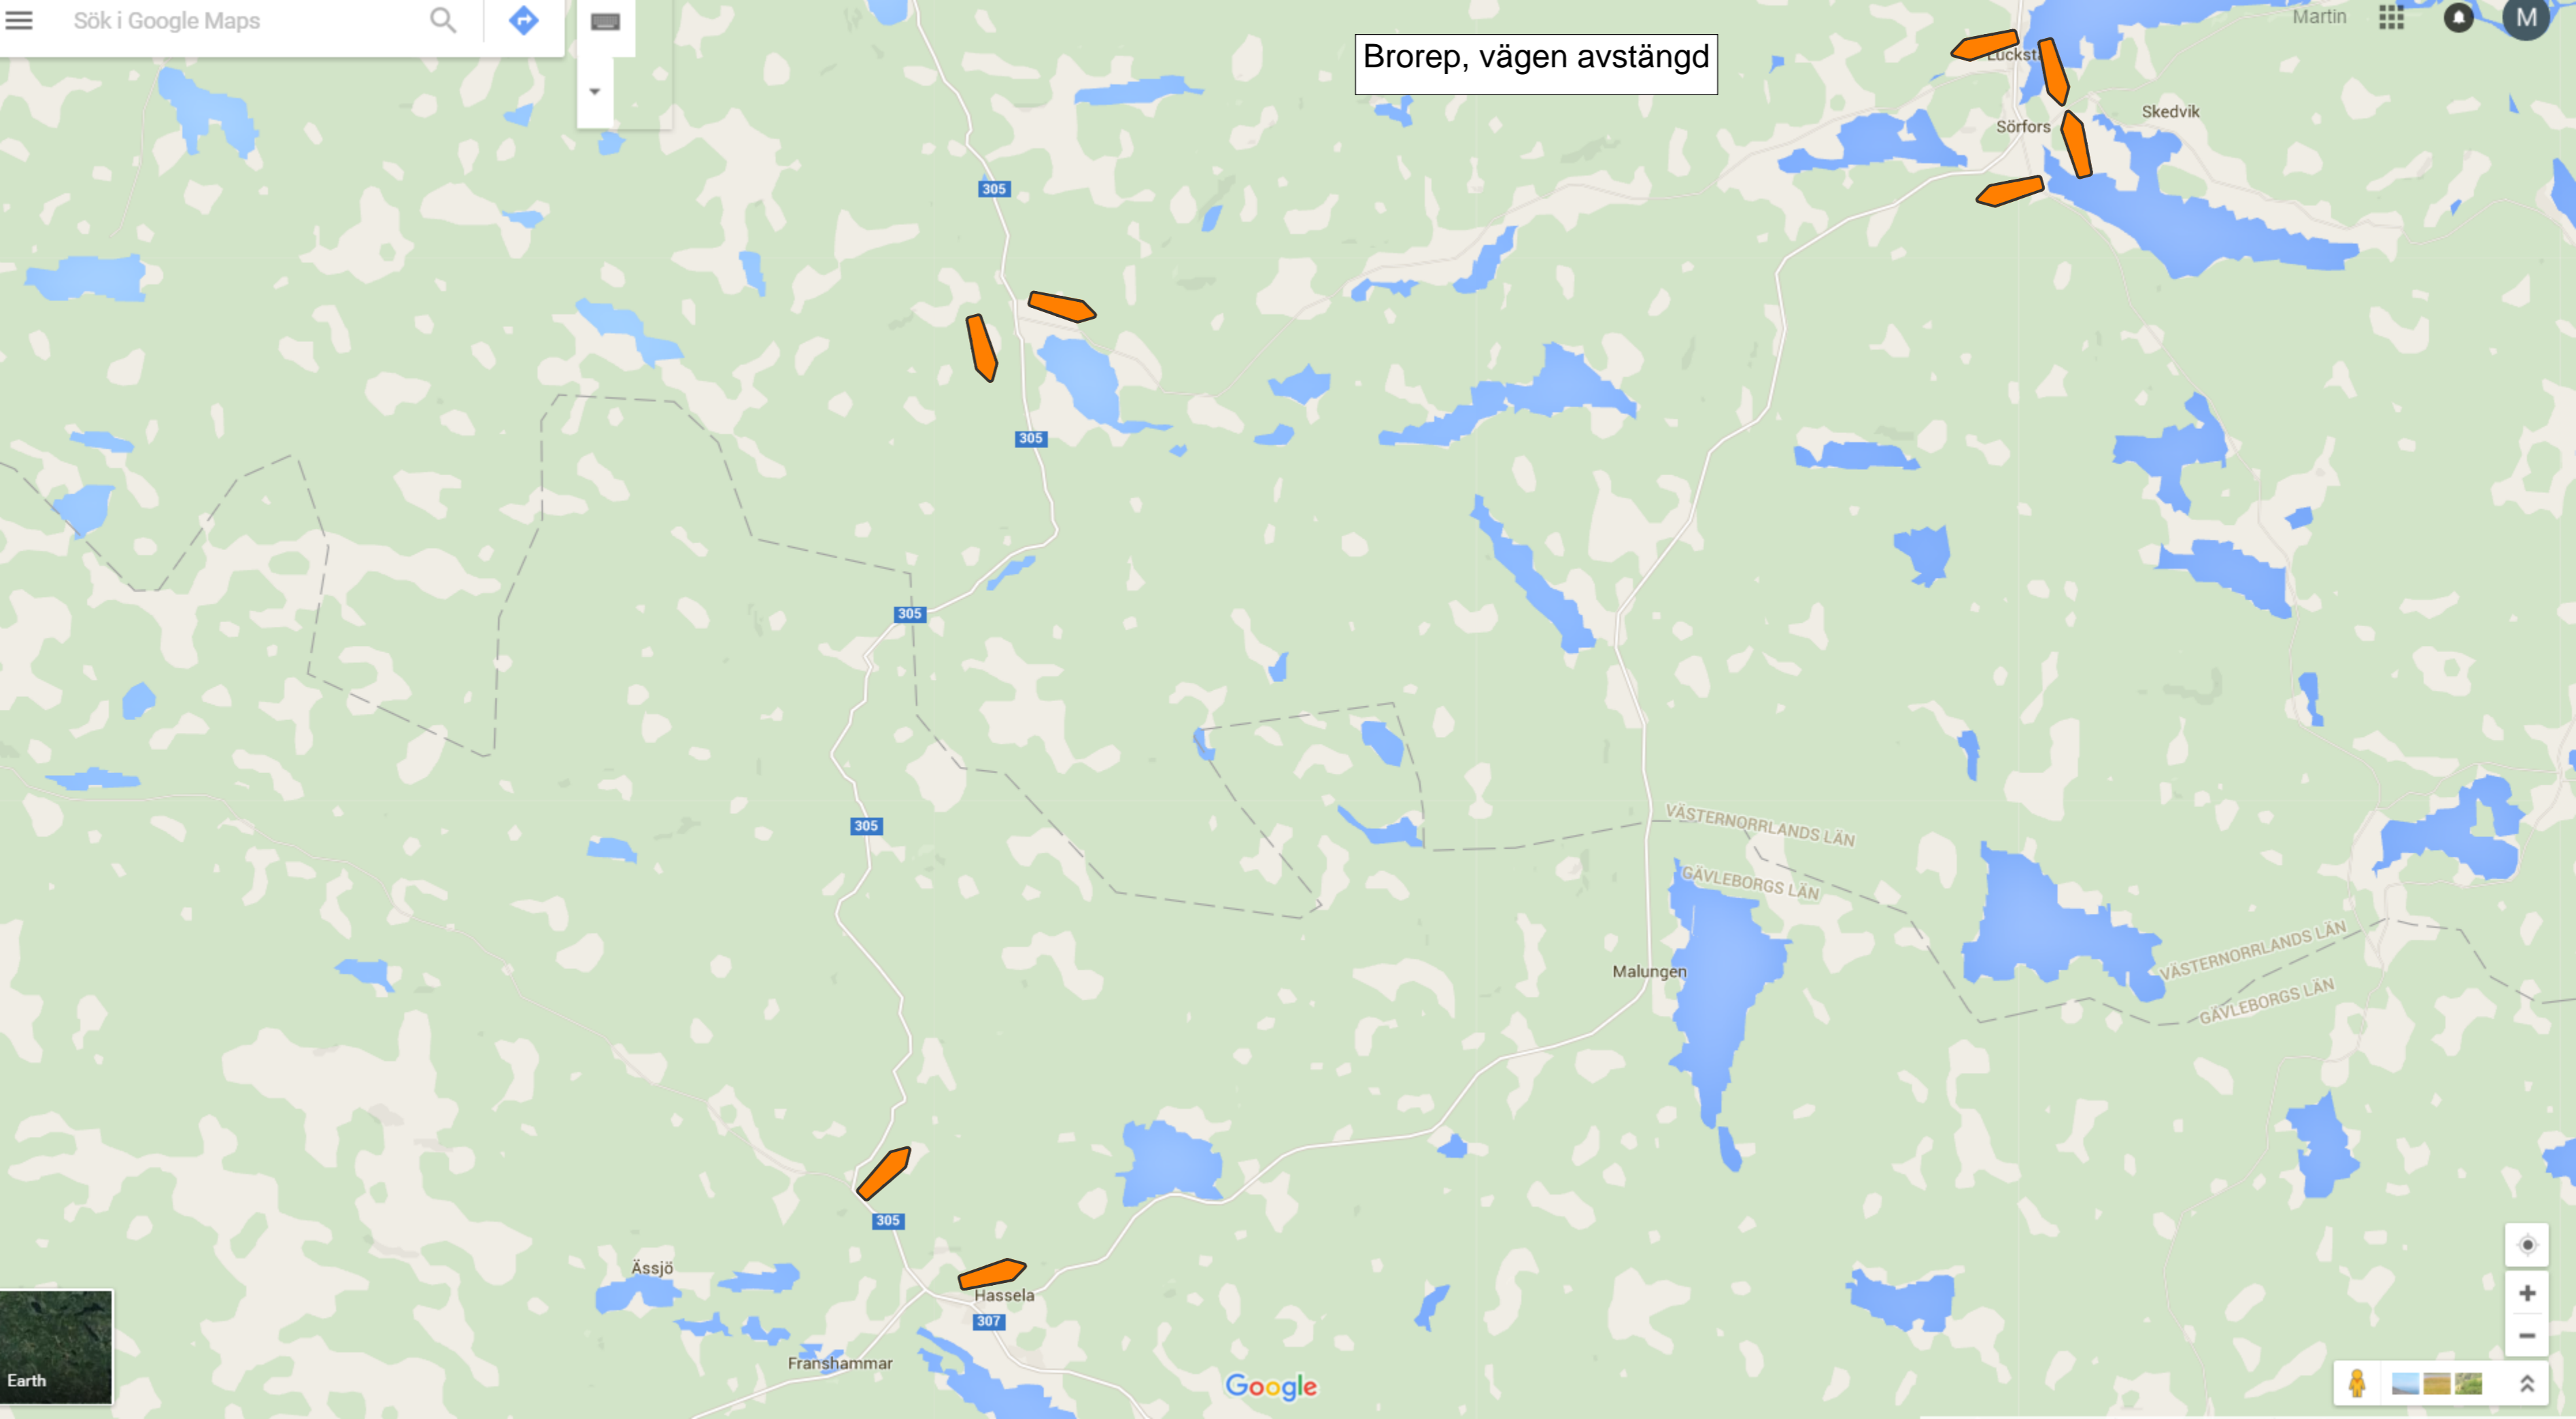 Sök i Google Maps
Martin
M
Brorep, vägen avstängd
Sörfors
Skedvik
305
305
305
305
VÄSTERNORRLANDS LÄN
GÄVLEBORGS LÄN
Malungen
VÄSTERNORRLANDS LÄN
GÄVLEBORGS LÄN
305
Ässjö
Hassela
307
Franshammar
Earth
Google